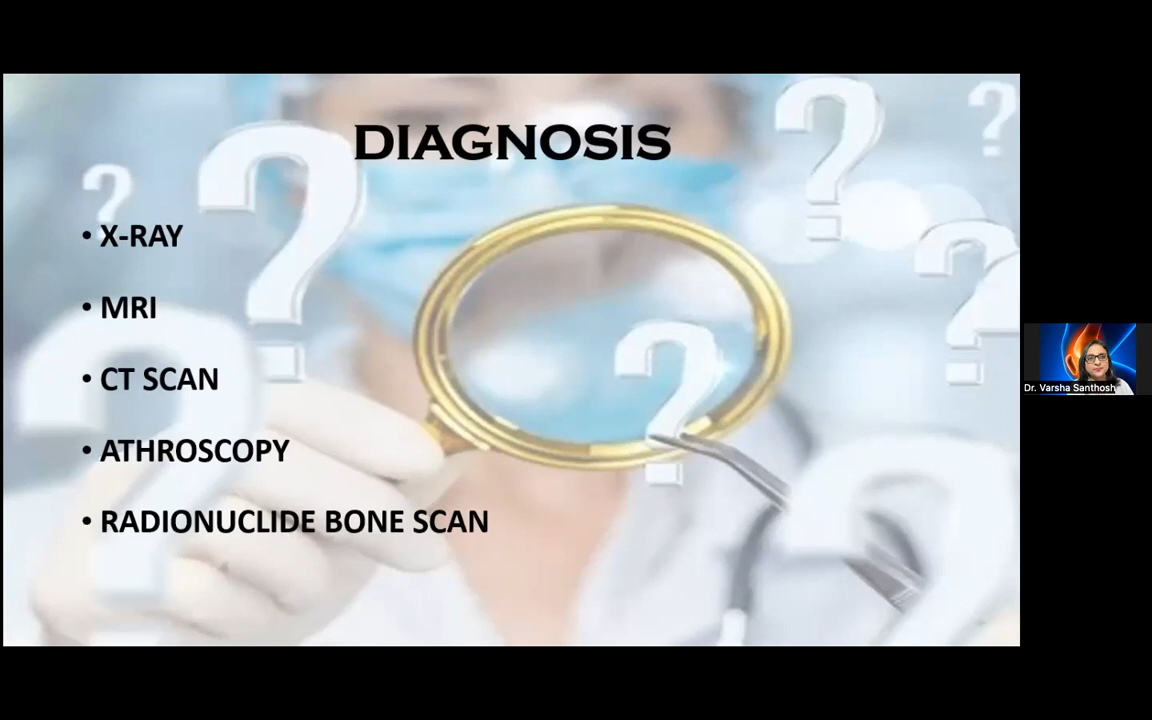 DIAGNOSIS
• X-RAY
• MRI
• CT SCAN
• ATHROSCOPY
• RADIONUCLIDE BONE SCAN
Dr. Varsha Santhosh